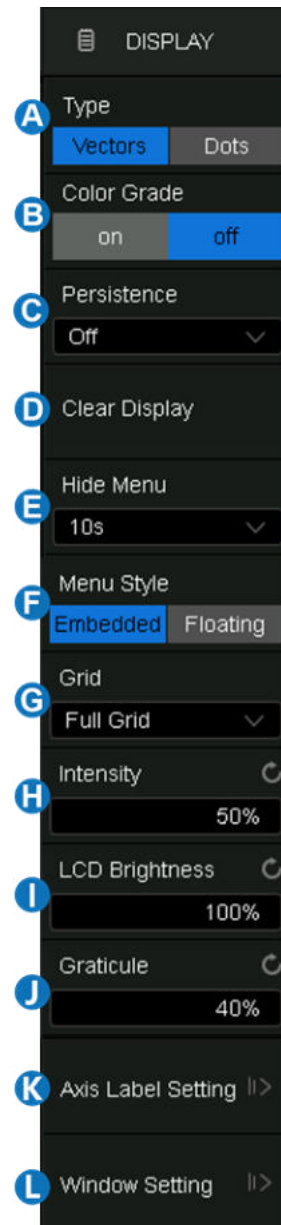 DISPLAY
A
Type
Vectors Dots
B
Color Grade
on off
C
Persistence
Off
D
Clear Display
E
Hide Menu
10s
F
Menu Style
Embedded Floating
G
Grid
Full Grid
H
Intensity
50%
I
LCD Brightness
100%
J
Graticule
40%
K
Axis Label Setting
L
Window Setting